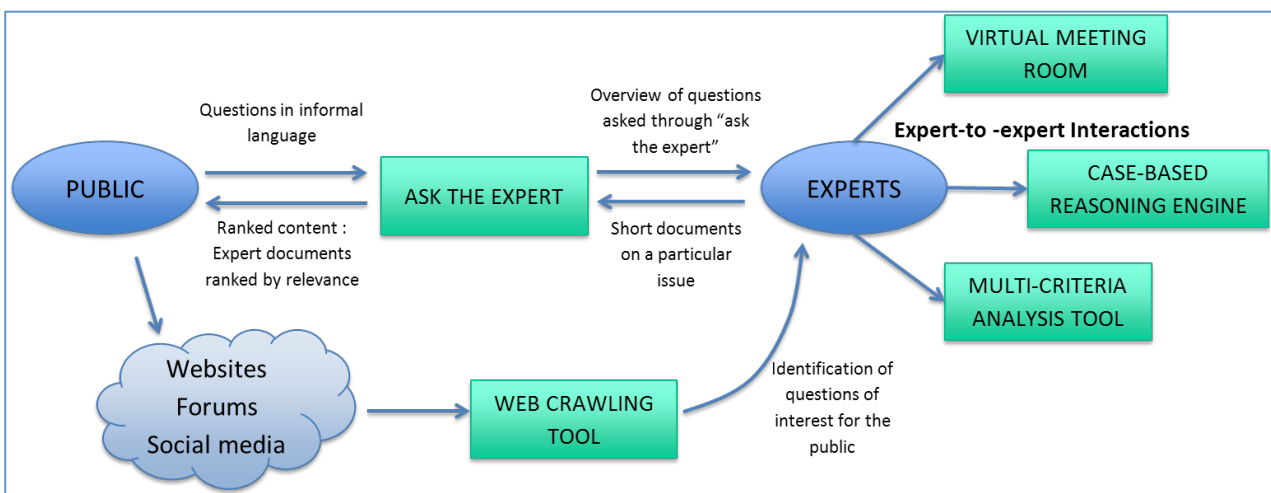 VIRTUAL MEETING
ROOM
Questions in informal
language
Overview of questions
asked through “ask
the expert”
Expert-to -expert Interactions
PUBLIC
ASK THE EXPERT
EXPERTS
CASE-BASED
REASONING ENGINE
Ranked content :
Expert documents
ranked by relevance
Short documents
on a particular
issue
MULTI-CRITERIA
ANALYSIS TOOL
Websites
Forums
Social media
WEB CRAWLING
TOOL
Identification of
questions of
interest for the
public